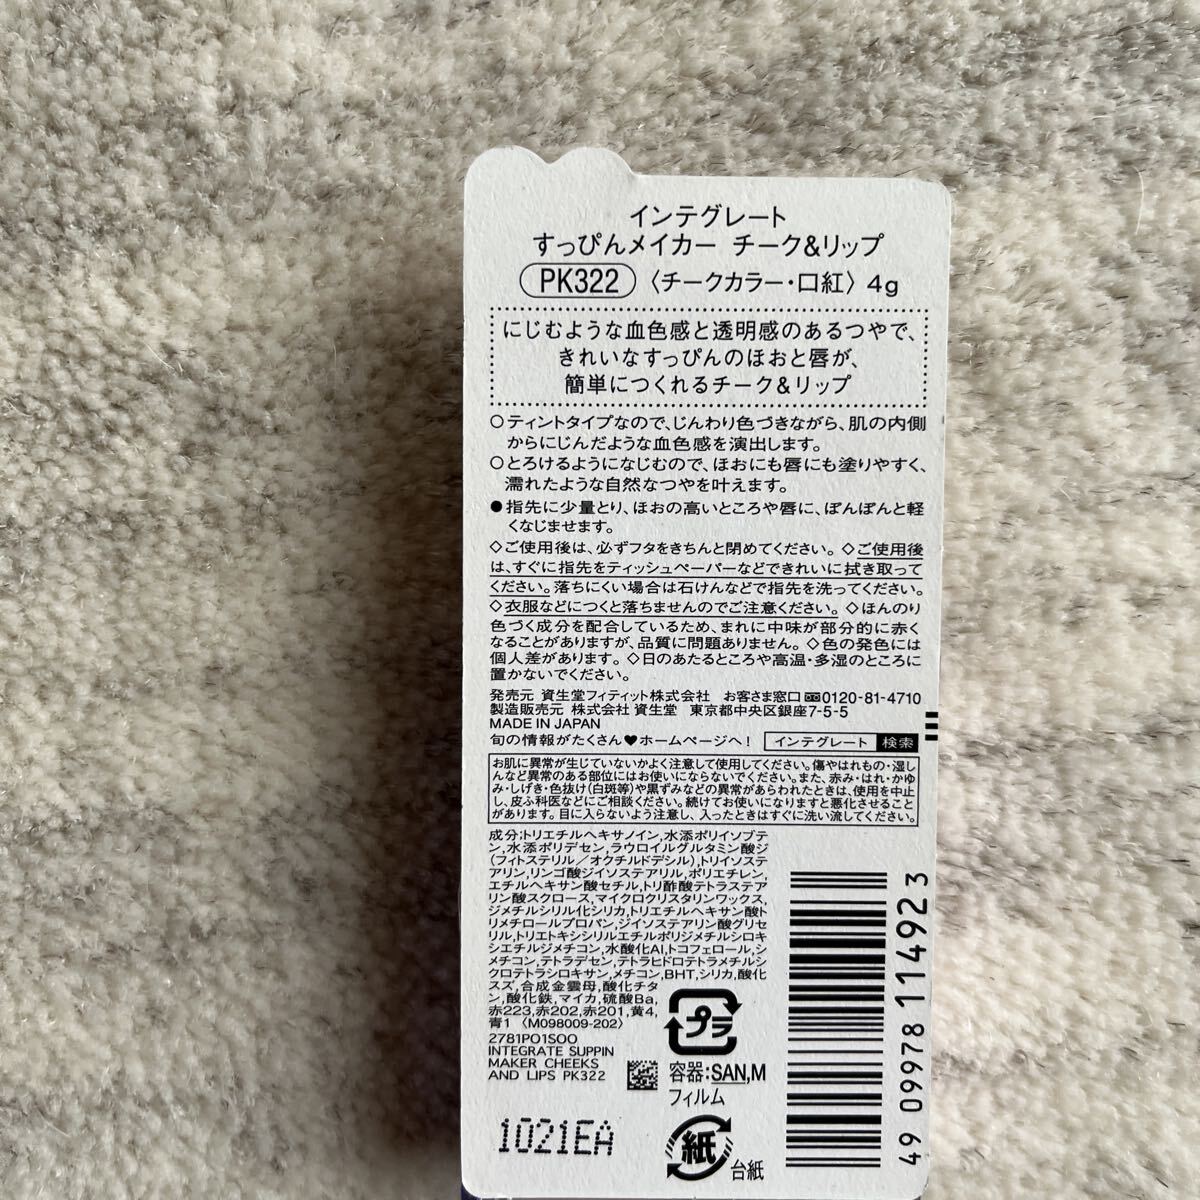 インテグレート
すっぴんメイカー チーク&リップ
PK322 〈チークカラー・口紅〉 4g
にじむような血色感と透明感のあるつやで、
きれいなすっぴんのほおと唇が、
簡単につくれるチーク&リップ
○ティントタイプなので、じんわり色づきながら、肌の内側
からにじんだような血色感を演出します。
○とろけるようになじむので、ほおにも唇にも塗りやすく、
濡れたような自然なつやを叶えます。
●指先に少量とり、ほおの高いところや唇に、ぽんぽんと軽
くなじませます。
◇ご使用後は、必ずフタをきちんと閉めてください。◇ご使用後
は、すぐに指先をティッシュペーパーなどできれいに拭き取って
ください。落ちにくい場合は石けんなどで指先を洗ってください。
◇衣服などにつくと落ちませんのでご注意ください。◇ほんのり
色づく成分を配合しているため、まれに中味が部分的に赤く
なることがありますが、品質に問題ありません。◇色の発色には
個人差があります。◇日のあたるところや高温・多湿のところに
置かないでください。
発売元 資生堂フィティット株式会社 お客さま窓口 0120-81-4710
製造販売元 株式会社 資生堂 東京都中央区銀座7-5-5
MADE IN JAPAN
旬の情報がたくさん♥ホームページへ! インテグレート 検索
お肌に異常が生じていないかよく注意して使用してください。傷やはれもの・湿し
んなど異常のある部位にはお使いにならないでください。また、赤み・はれ・かゆ
み・しげき・色抜け(白斑等)や黒ずみなどの異常があらわれたときは、使用を中止
し、皮ふ科医などにご相談ください。続けてお使いになりますと悪化させること
があります。目に入らないよう注意し、入ったときはすぐに洗い流してください。
成分:トリエチルヘキサノイン,水添ポリイソブテ
ン,水添ポリデセン,ラウロイルグルタミン酸ジ
(フィトステリル/オクチルドデシル),トリイソステ
アリン,リンゴ酸ジイソステアリル,ポリエチレン,
エチルヘキサン酸セチル,トリ酢酸テトラステア
リン酸スクロース,マイクロクリスタリンワックス,
ジメチルシリル化シリカ,トリエチルヘキサン酸ト
リメチロールプロパン,ジイソステアリン酸グリセ
リル,トリエトキシシリルエチルポリジメチルシロキ
シエチルジメチコン,水酸化Al,トコフェロール,ジ
メチコン,テトラデセン,テトラヒドロテトラメチルシ
クロテトラシロキサン,メチコン,BHT,シリカ,酸化
スズ,合成金雲母,酸化チタ
ン,酸化鉄,マイカ,硫酸Ba,
赤223,赤202,赤201,黄4,
青1 〈M098009-202〉
2781P01S00
INTEGRATE SUPPIN
MAKER CHEEKS
AND LIPS PK322
プラ
容器:SAN,M
フィルム
紙
台紙
1021EA
4909978114923